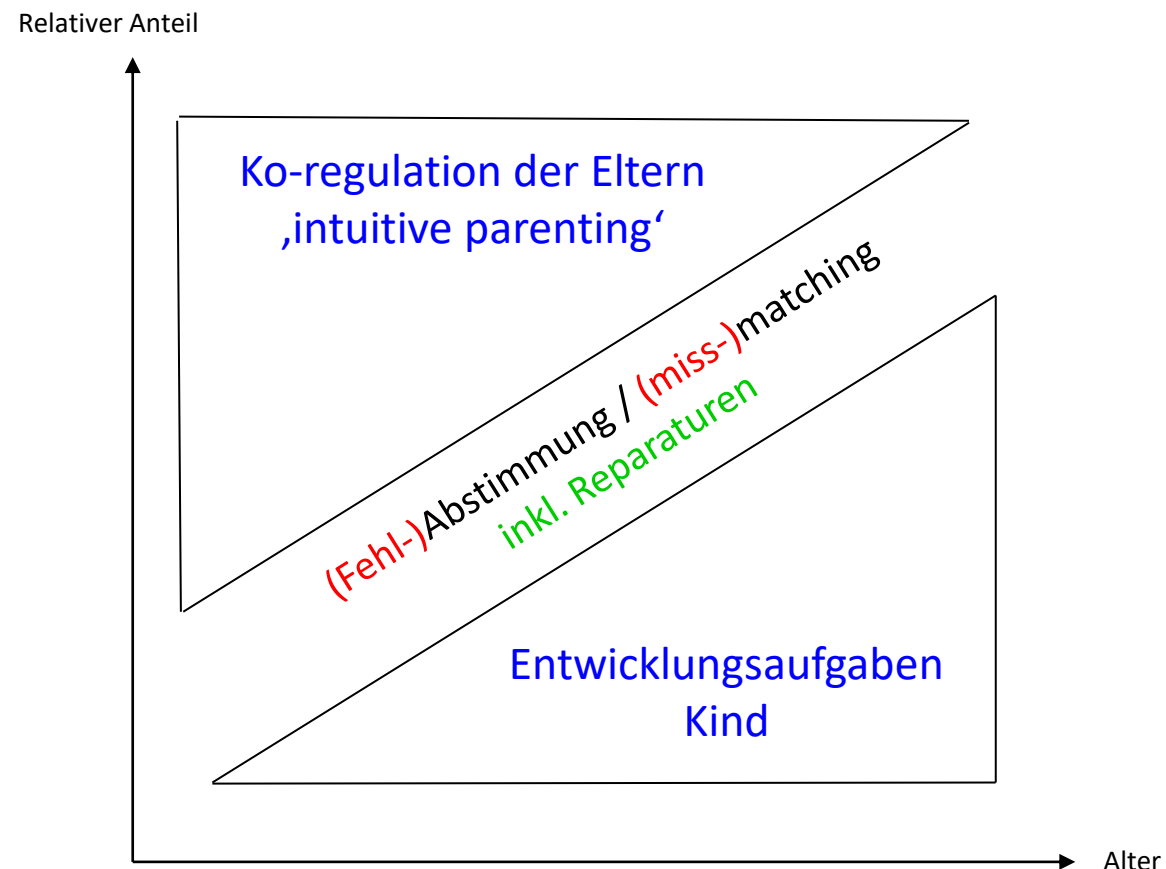 Relativer Anteil
Ko-regulation der Eltern
‚intuitive parenting‘
(Fehl-)Abstimmung / (miss-)matching
inkl. Reparaturen
Entwicklungsaufgaben
Kind
Alter